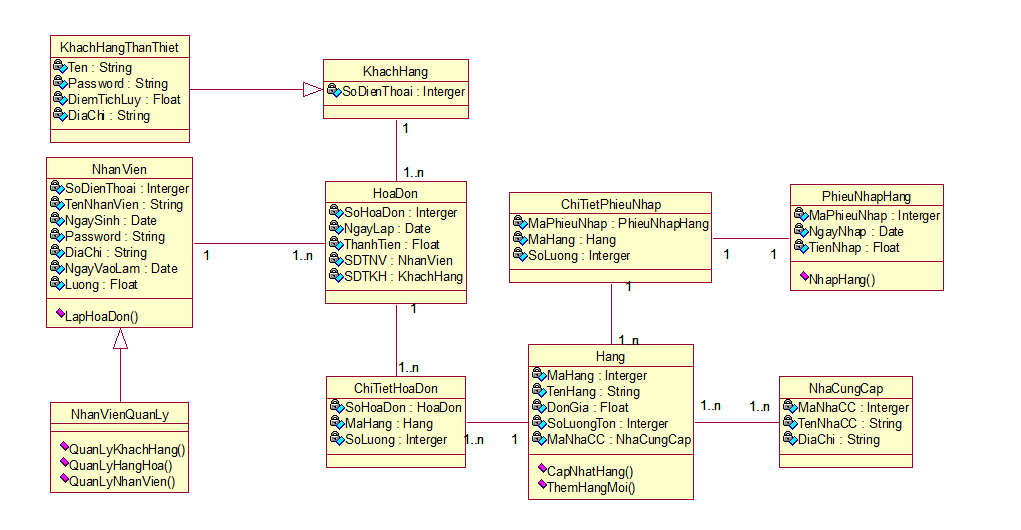 KhachHangThanThiet
Ten : String
Password : String
DiemTichLuy : Float
DiaChi : String
KhachHang
SoDienThoai : Interger
1
1..n
NhanVien
SoDienThoai : Interger
TenNhanVien : String
NgaySinh : Date
Password : String
DiaChi : String
NgayVaoLam : Date
Luong : Float
LapHoaDon()
1
1..n
HoaDon
SoHoaDon : Interger
NgayLap : Date
ThanhTien : Float
SDTNV : NhanVien
SDTKH : KhachHang
1
1..n
ChiTietPhieuNhap
MaPhieuNhap : PhieuNhapHang
MaHang : Hang
SoLuong : Interger
1
1
PhieuNhapHang
MaPhieuNhap : Interger
NgayNhap : Date
TienNhap : Float
NhapHang()
1
1..n
NhanVienQuanLy
QuanLyKhachHang()
QuanLyHangHoa()
QuanLyNhanVien()
ChiTietHoaDon
SoHoaDon : HoaDon
MaHang : Hang
SoLuong : Interger
1..n
1
Hang
MaHang : Interger
TenHang : String
DonGia : Float
SoLuongTon : Interger
MaNhaCC : NhaCungCap
CapNhatHang()
ThemHangMoi()
1..n
1..n
NhaCungCap
MaNhaCC : Interger
TenNhaCC : String
DiaChi : String